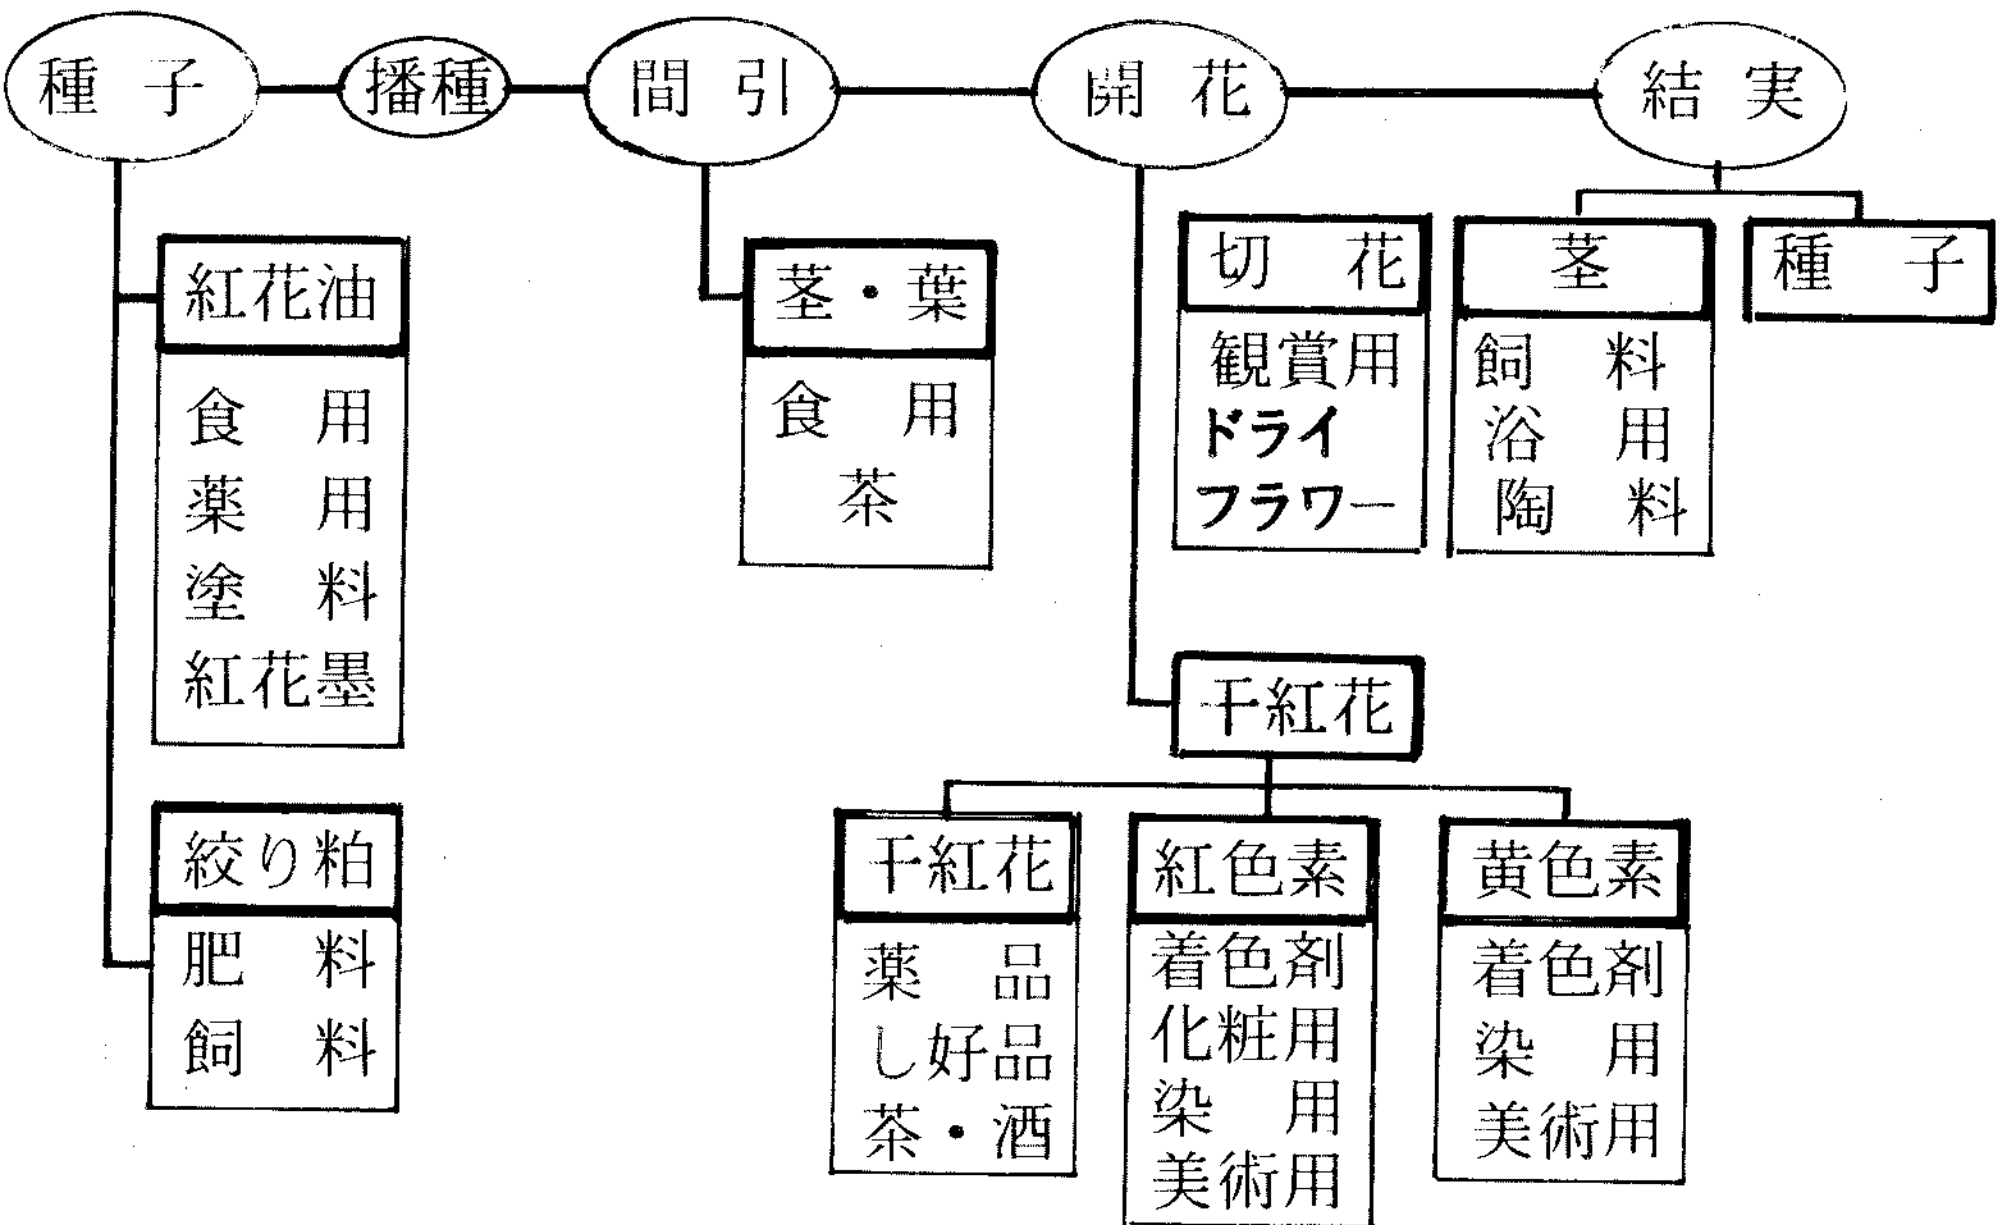 種子
播種
間引
開花
結実
紅花油
食用
薬用
塗料
紅花墨
絞り粕
肥料
飼料
茎・葉
食用
茶
切花
観賞用
ドライ
フラワー
干紅花
干紅花
薬品
し好品
茶・酒
紅色素
着色剤
化粧用
染用
美術用
黄色素
着色剤
染用
美術用
茎
飼料
浴用
陶料
種子